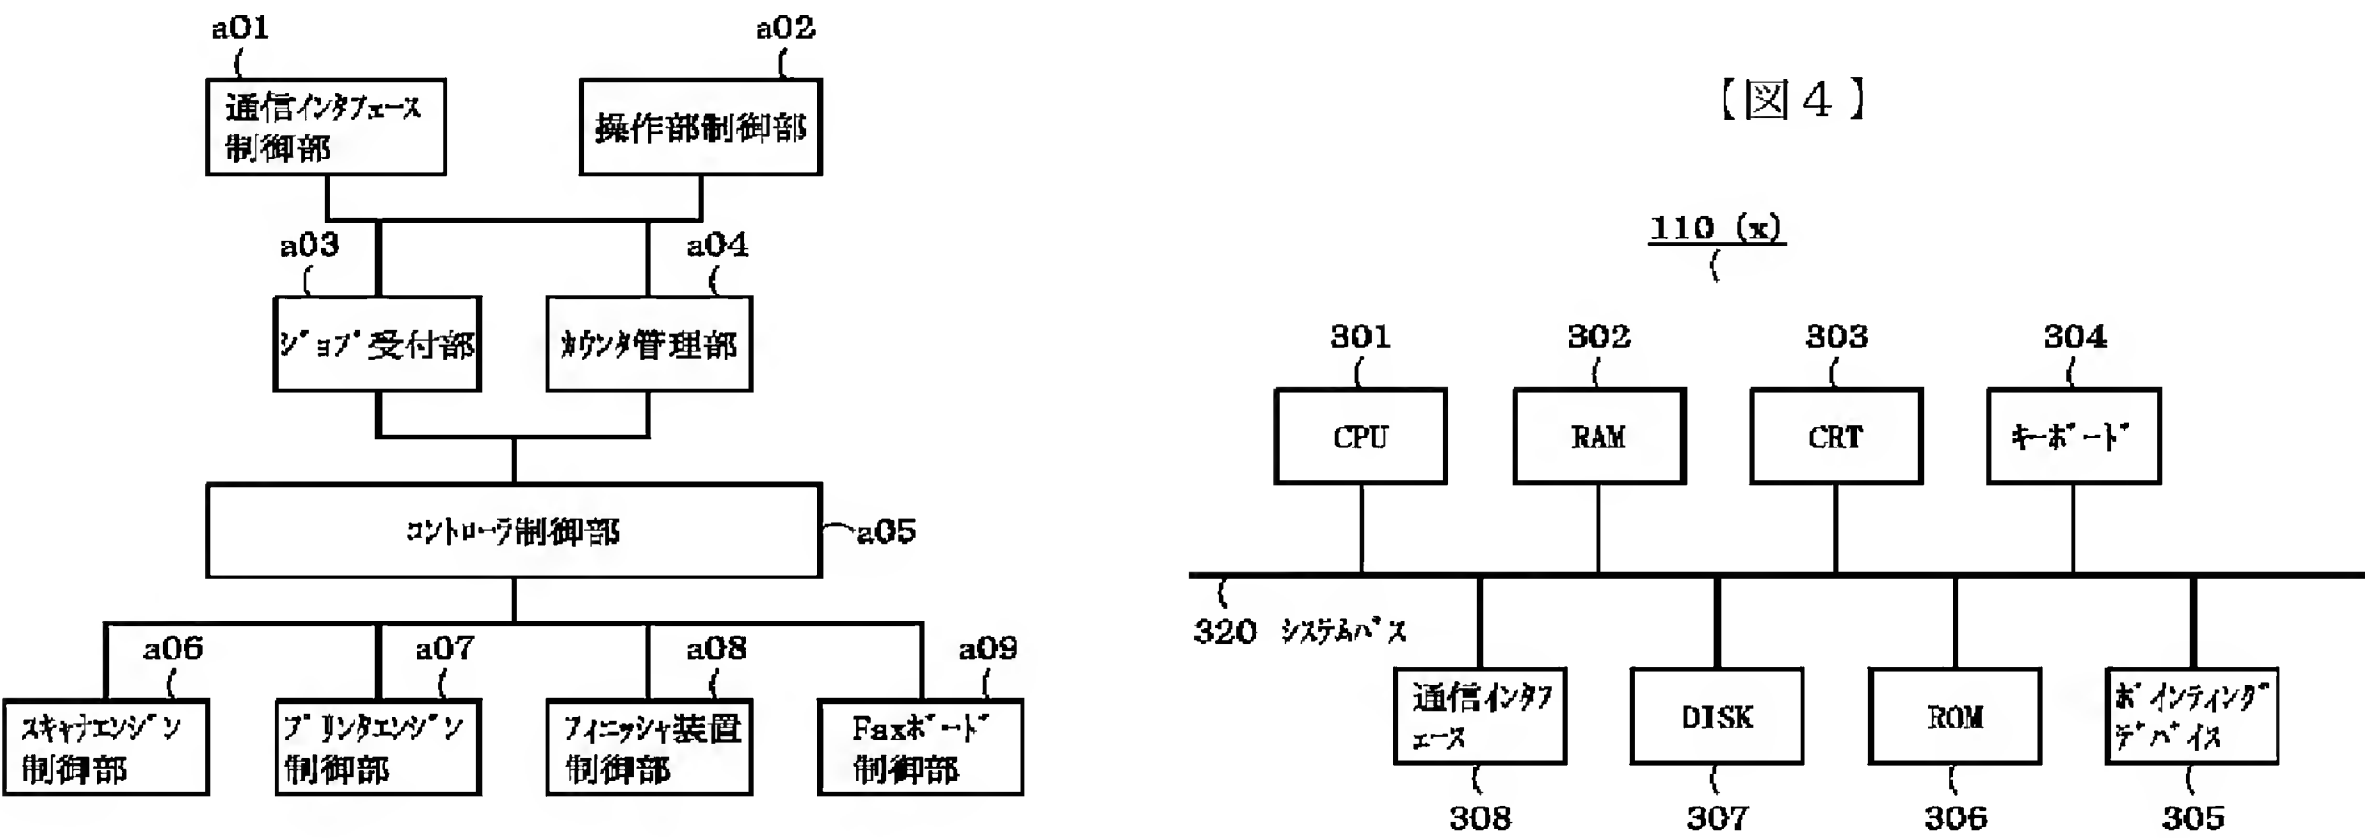 a01
a02
通信ｲﾝﾀﾌｪｰｽ
制御部
操作部制御部
a03
a04
ｼﾞｮﾌﾞ受付部
ｶｳﾝﾀ管理部
ｺﾝﾄﾛｰﾗ制御部
a05
a06
a07
a08
a09
ｽｷｬﾅｴﾝｼﾞﾝ
制御部
ﾌﾟﾘﾝﾀｴﾝｼﾞﾝ
制御部
ﾌｨﾆｯｼｬ装置
制御部
Faxﾎﾞｰﾄﾞ
制御部
【図４】
110 (x)
301
302
303
304
CPU
RAM
CRT
ｷｰﾎﾞｰﾄﾞ
320 ｼｽﾃﾑﾊﾞｽ
通信ｲﾝﾀﾌ
ｪｰｽ
DISK
ROM
ﾎﾟｲﾝﾃｨﾝｸﾞ
ﾃﾞﾊﾞｲｽ
308
307
306
305